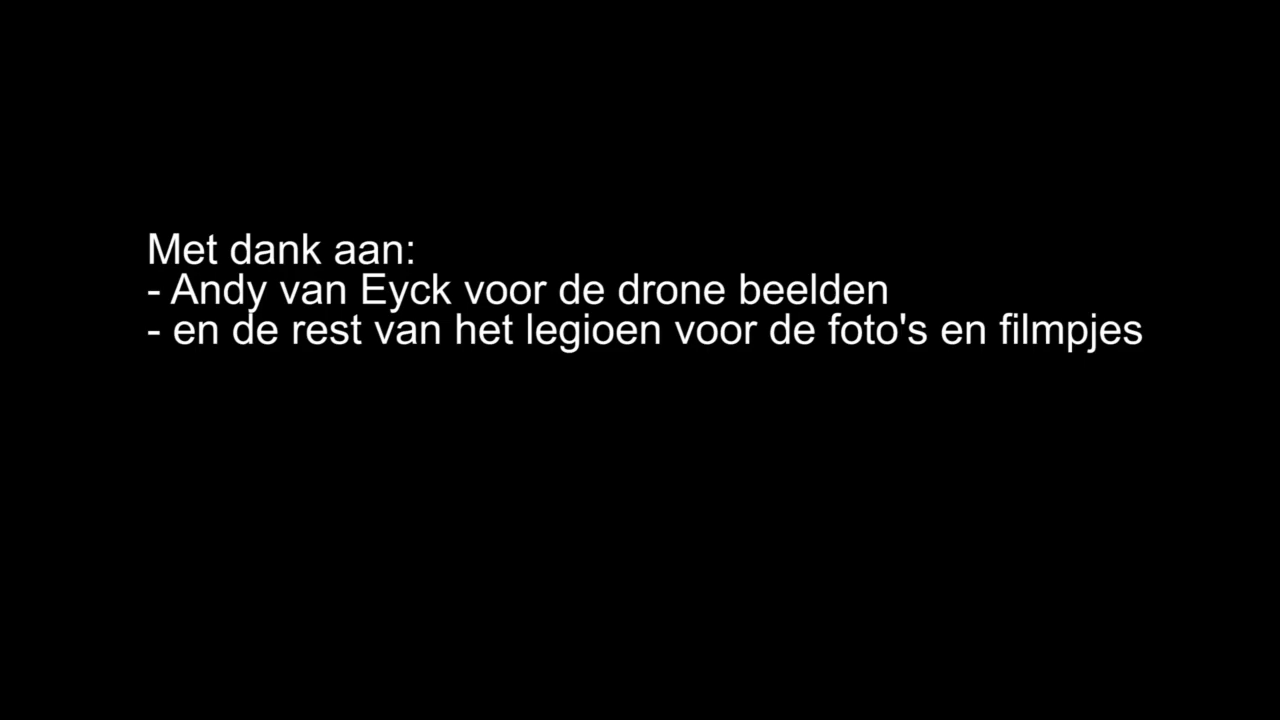 Met dank aan:
- Andy van Eyck voor de drone beelden
- en de rest van het legioen voor de foto's en filmpjes